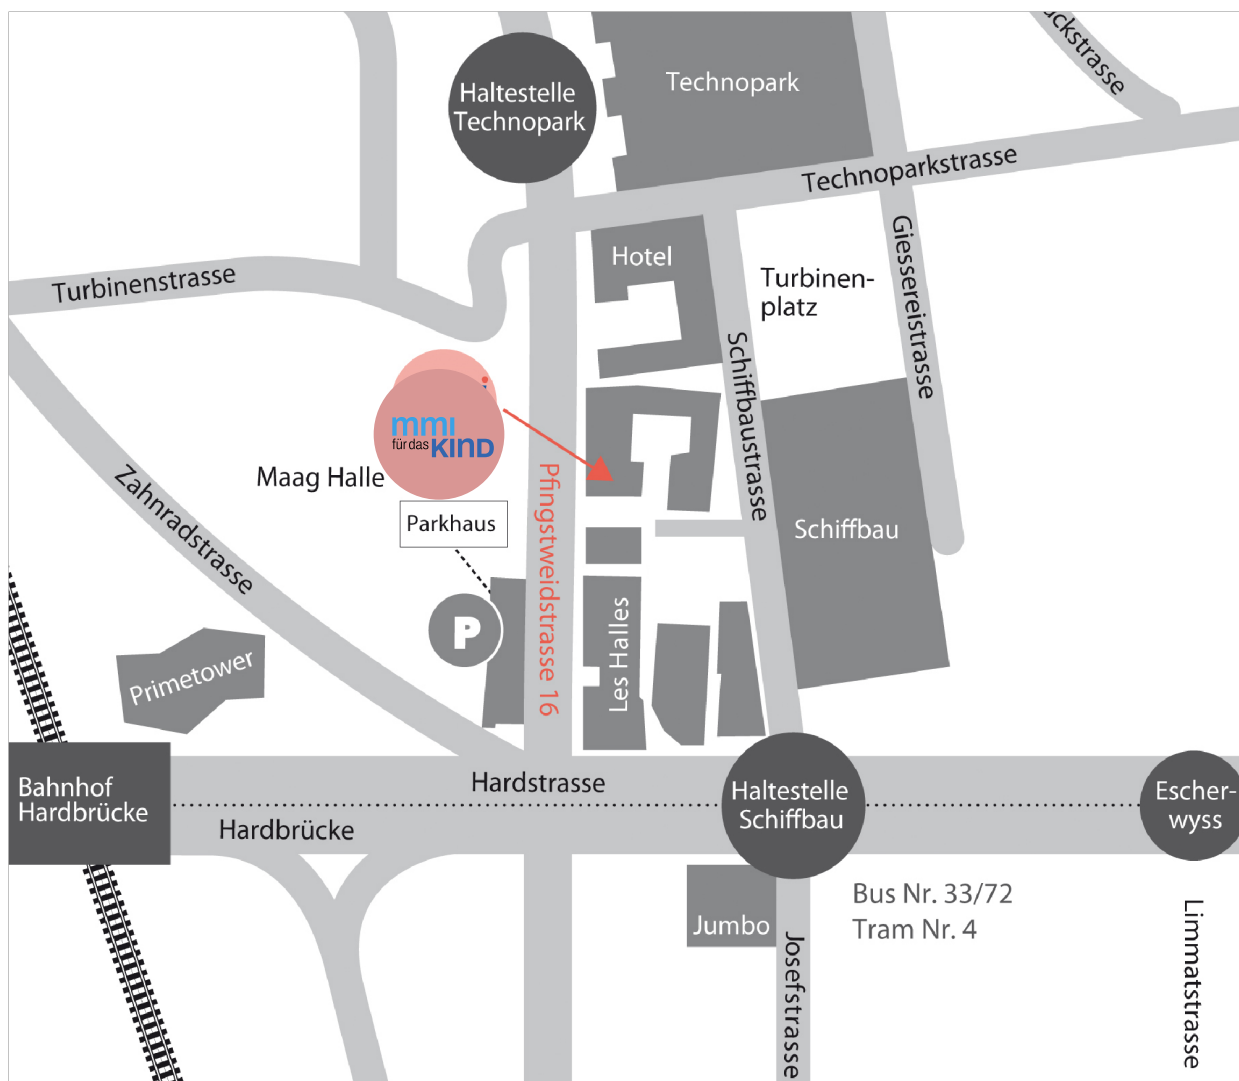 Haltestelle
Technopark
Technopark
Technoparkstrasse
Hotel
Giessereistrasse
Turbinen-
platz
Turbinenstrasse
Schiffbaustrasse
mmi
für das KIND
Maag Halle
Zahnradstrasse
Parkhaus
Pfingstweidstrasse 16
Schiffbau
P
Les Halles
Primetower
Bahnhof
Hardbrücke
Hardstrasse
Hardbrücke
Haltestelle
Schiffbau
Escher-
wyss
Bus Nr. 33/72
Tram Nr. 4
Jumbo
Josefstrasse
Limmatstrasse